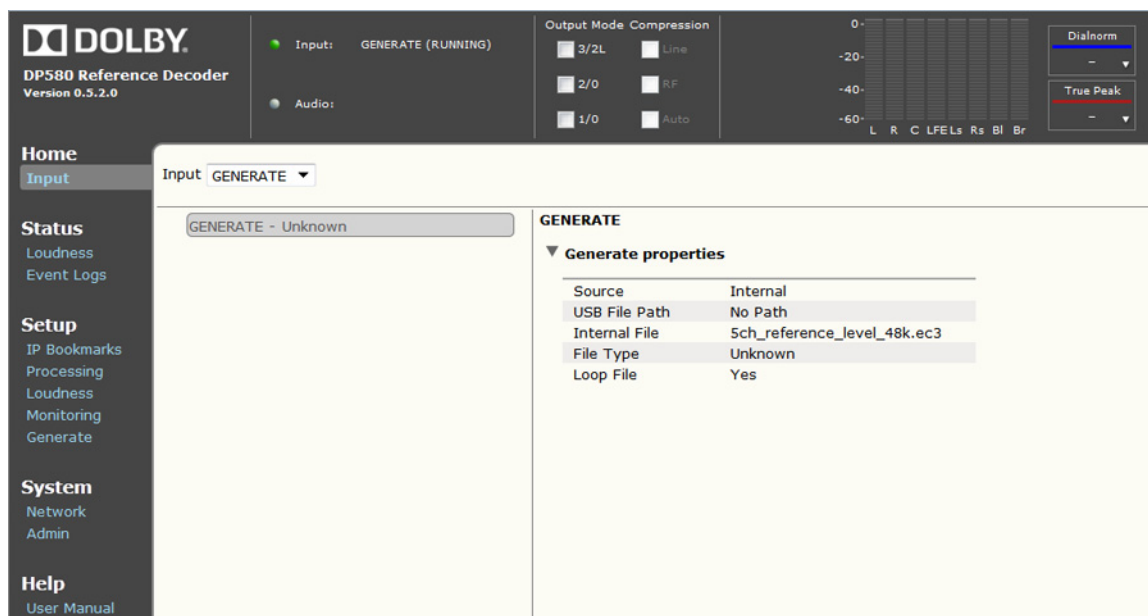 DOLBY.
DP580 Reference Decoder
Version 0.5.2.0
Input: GENERATE (RUNNING)
Audio:
Output Mode Compression
3/2L Line
2/0 RF
1/0 Auto
0-
-20-
-40-
-60-
L R C LFE Ls Rs Bl Br
Dialnorm
-
True Peak
-
Home
Input
Status
Loudness
Event Logs
Setup
IP Bookmarks
Processing
Loudness
Monitoring
Generate
System
Network
Admin
Help
User Manual
Input GENERATE
GENERATE - Unknown
GENERATE
Generate properties
Source Internal
USB File Path No Path
Internal File 5ch_reference_level_48k.ec3
File Type Unknown
Loop File Yes